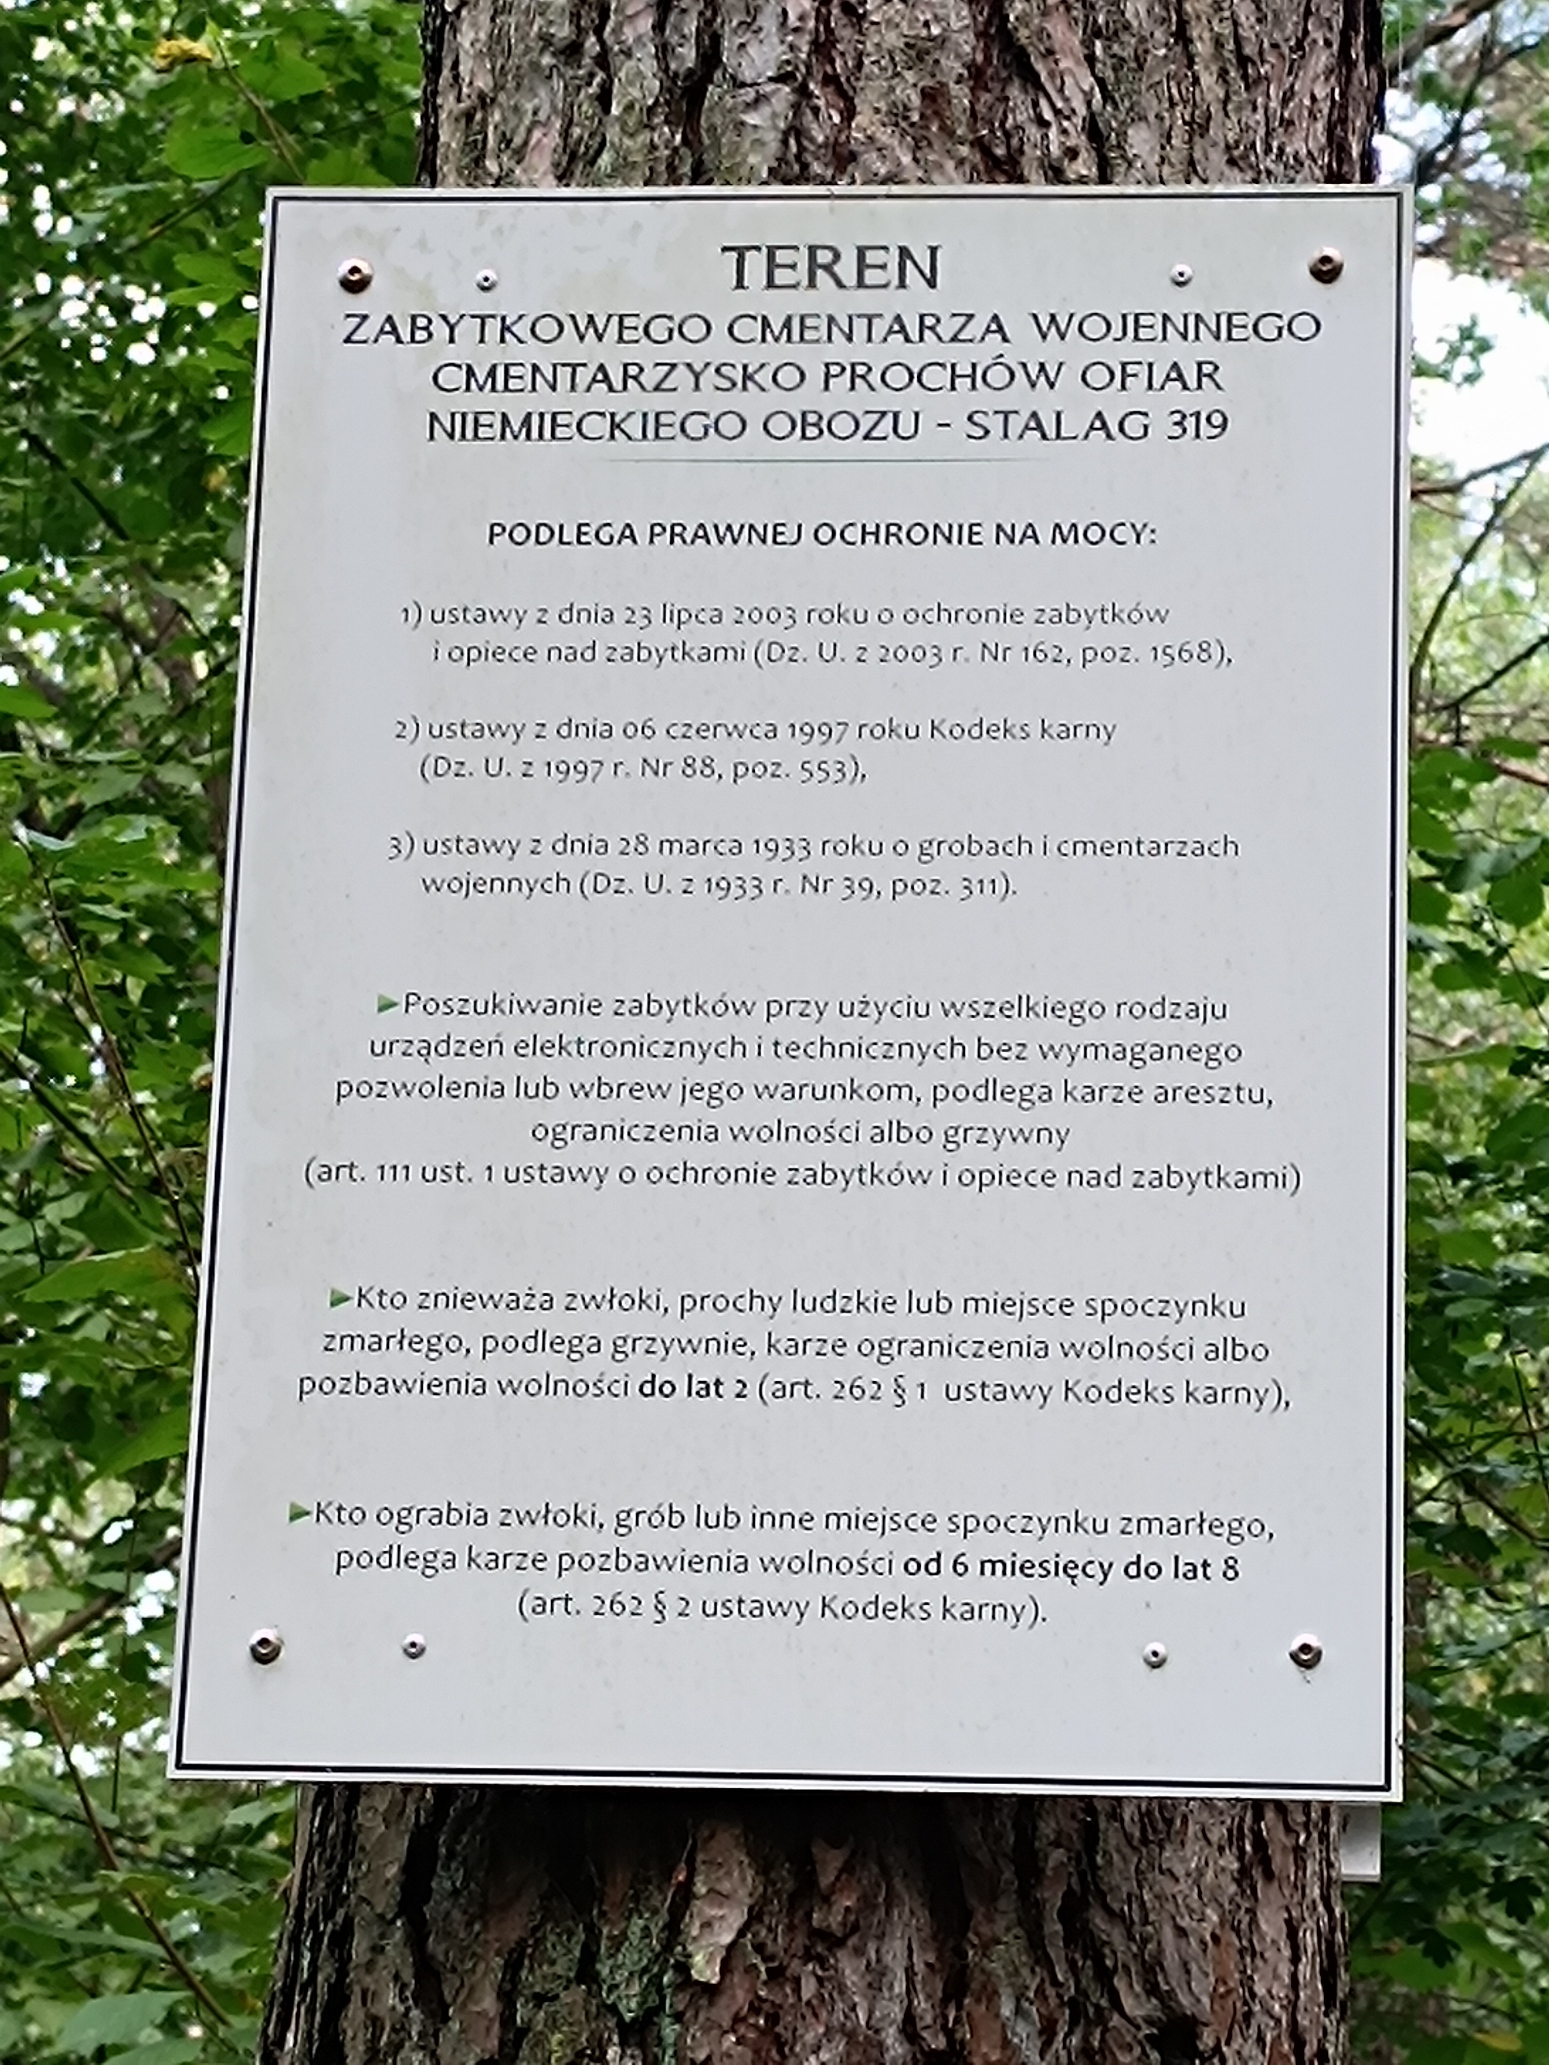 TEREN
ZABYTKOWEGO CMENTARZA WOJENNEGO
CMENTARZYSKO PROCHÓW OFIAR
NIEMIECKIEGO OBOZU - STALAG 319
PODLEGA PRAWNEJ OCHRONIE NA MOCY:
1) ustawy z dnia 23 lipca 2003 roku o ochronie zabytków
i opiece nad zabytkami (Dz. U. z 2003 r. Nr 162, poz. 1568),
2) ustawy z dnia 06 czerwca 1997 roku Kodeks karny
(Dz. U. z 1997 r. Nr 88, poz. 553),
3) ustawy z dnia 28 marca 1933 roku o grobach i cmentarzach
wojennych (Dz. U. z 1933 r. Nr 39, poz. 311).
►Poszukiwanie zabytków przy użyciu wszelkiego rodzaju
urządzeń elektronicznych i technicznych bez wymaganego
pozwolenia lub wbrew jego warunkom, podlega karze aresztu,
ograniczenia wolności albo grzywny
(art. 111 ust. 1 ustawy o ochronie zabytków i opiece nad zabytkami)
►Kto znieważa zwłoki, prochy ludzkie lub miejsce spoczynku
zmarłego, podlega grzywnie, karze ograniczenia wolności albo
pozbawienia wolności do lat 2 (art. 262 § 1 ustawy Kodeks karny),
►Kto ograbia zwłoki, grób lub inne miejsce spoczynku zmarłego,
podlega karze pozbawienia wolności od 6 miesięcy do lat 8
(art. 262 § 2 ustawy Kodeks karny).